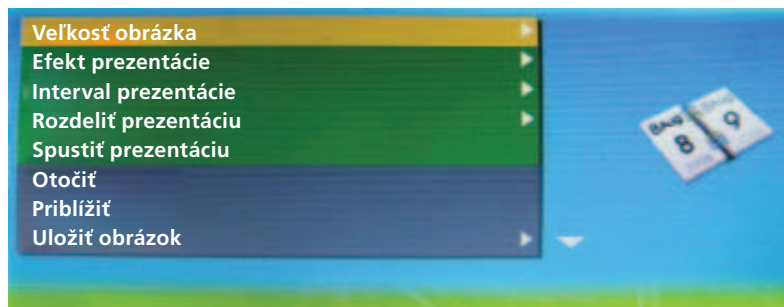 Veľkosť obrázka
Efekt prezentácie
Interval prezentácie
Rozdeliť prezentáciu
Spustiť prezentáciu
Otočiť
Priblížiť
Uložiť obrázok
8
9